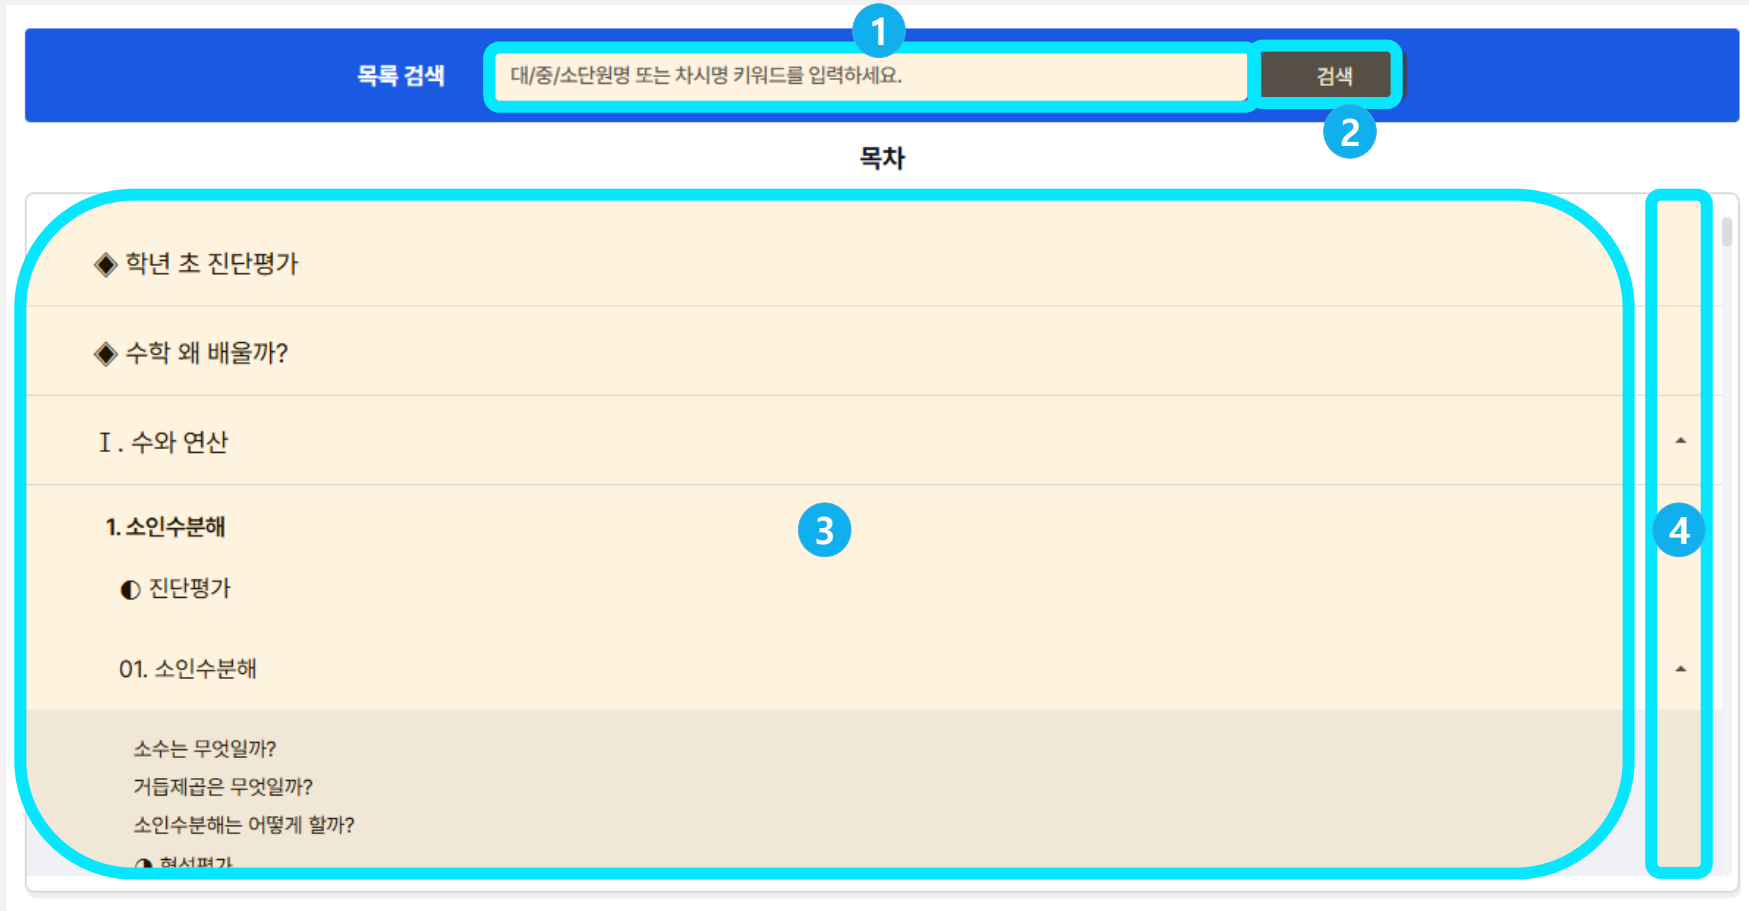 1
목록 검색 대/중/소단원명 또는 차시명 키워드를 입력하세요. 검색
2
목차
◈ 학년 초 진단평가
◈ 수학 왜 배울까?
Ⅰ. 수와 연산
1. 소인수분해
3
4
◐ 진단평가
01. 소인수분해
소수는 무엇일까?
거듭제곱은 무엇일까?
소인수분해는 어떻게 할까?
◑ 형성평가